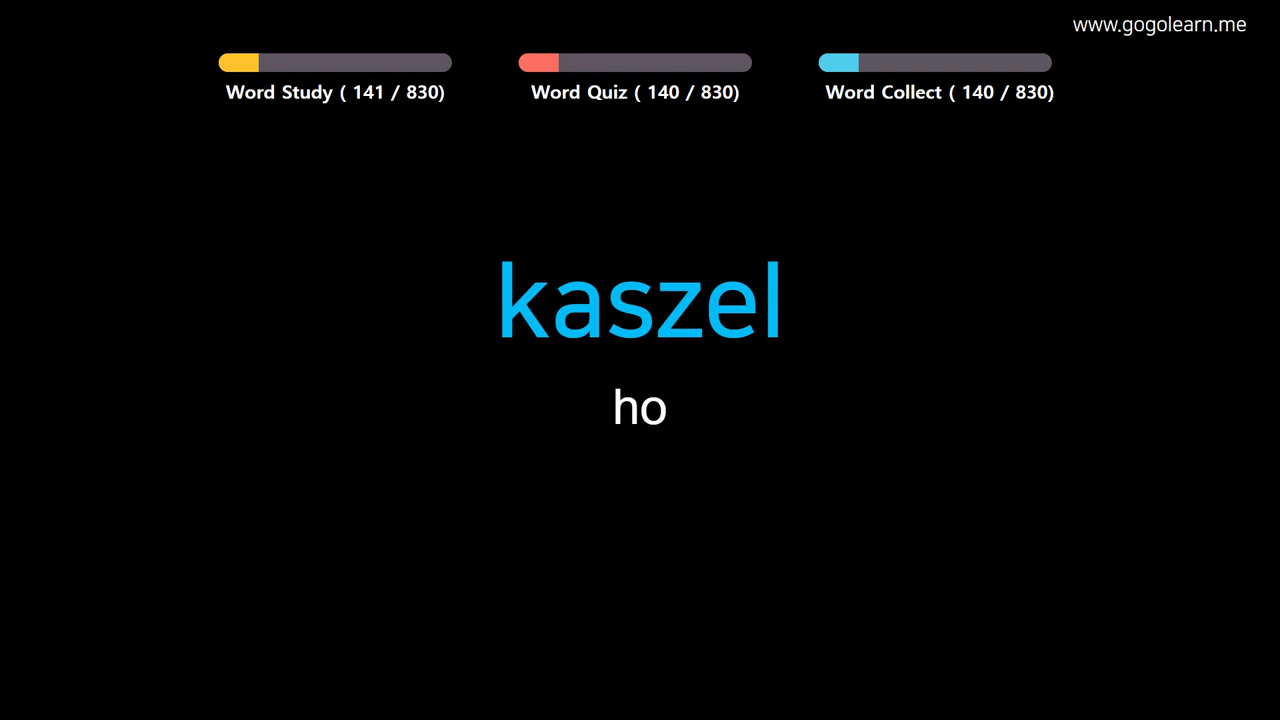 www.gogolearn.me
Word Study ( 141 / 830)
Word Quiz ( 140 / 830)
Word Collect ( 140 / 830)
kaszel
ho